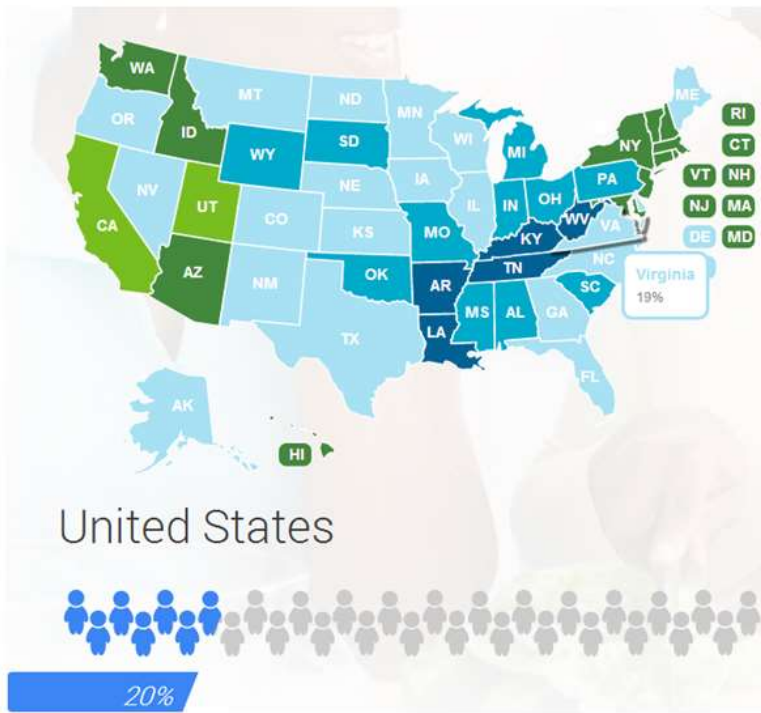 WA
MT
ND
MN
ME
OR
ID
WY
SD
WI
MI
NY
RI
CT
VT
NH
NJ
MA
DE
MD
NV
UT
CA
CO
NE
IA
IL
IN
OH
PA
WV
VA
KS
MO
KY
AZ
NM
OK
AR
TN
NC
SC
TX
LA
MS
AL
GA
FL
AK
HI
Virginia
19%
United States
20%